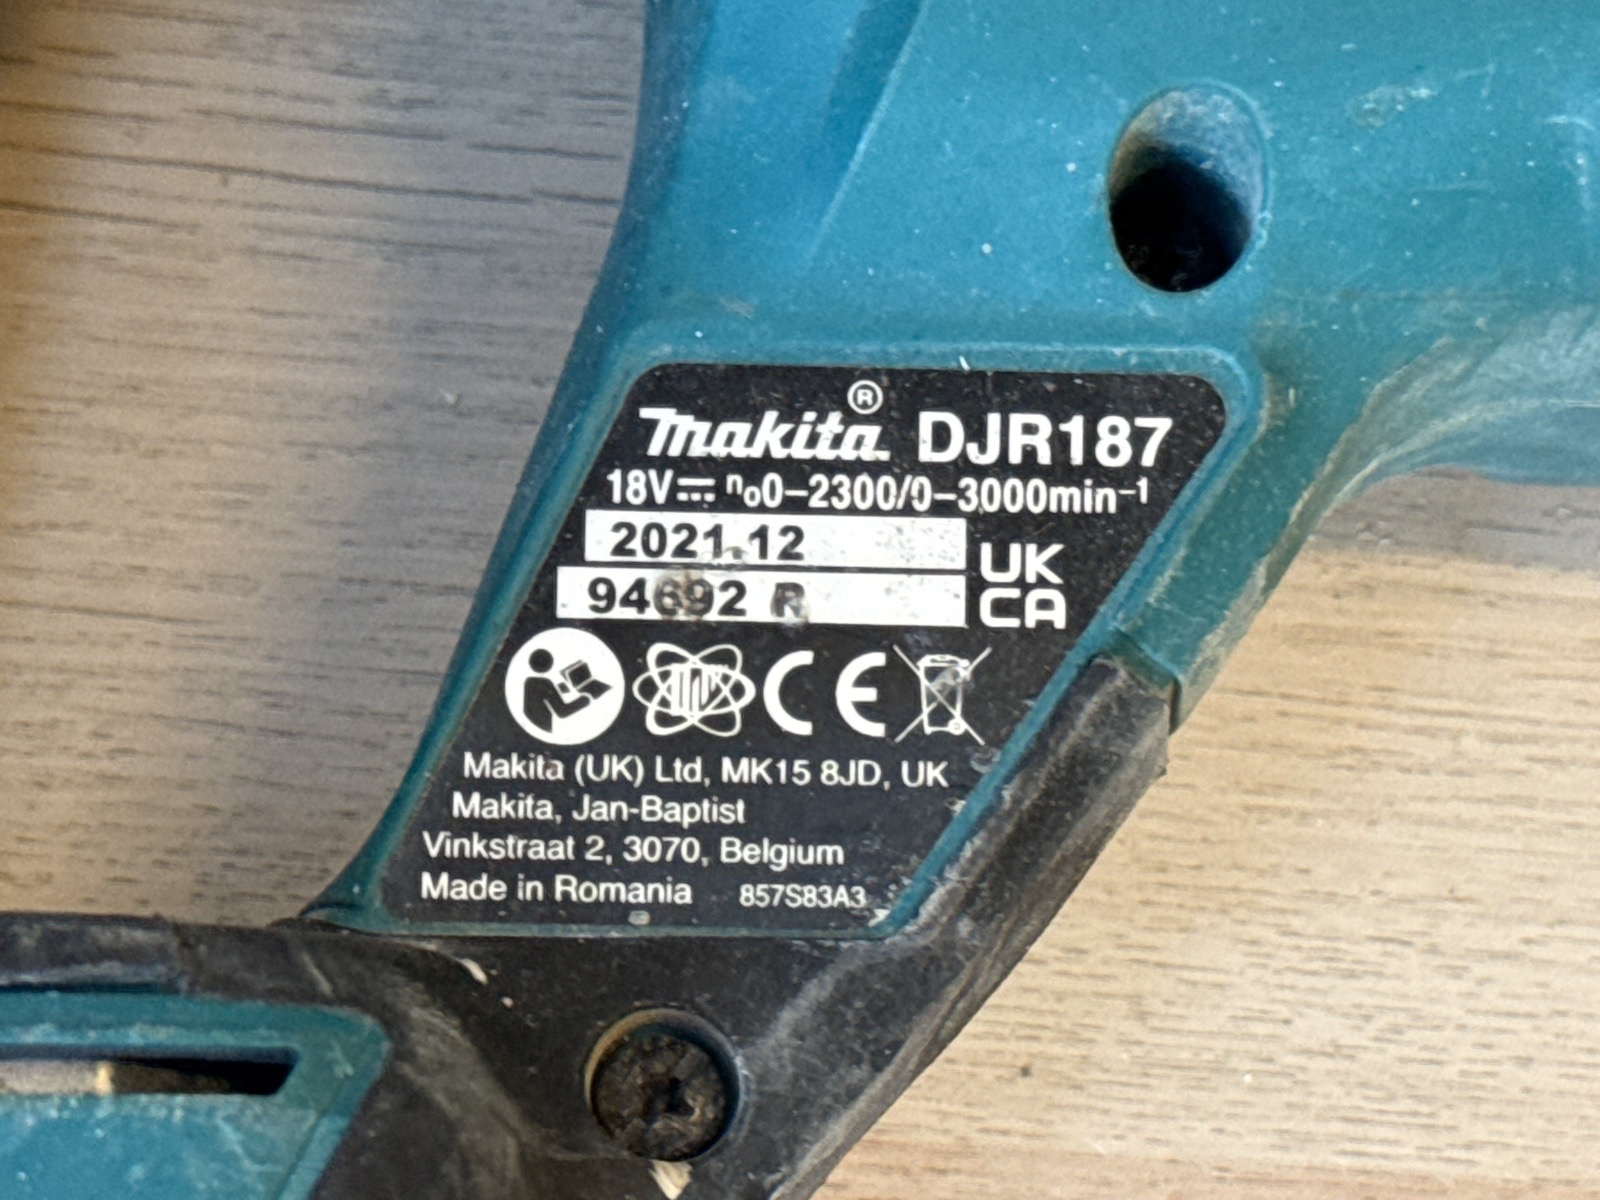 makita® DJR187
18V⎓ n₀0–2300/0–3000min⁻¹
2021 12
94692 R
UK
CA
CE
Makita (UK) Ltd, MK15 8JD, UK
Makita, Jan-Baptist
Vinkstraat 2, 3070, Belgium
Made in Romania 857S83A3